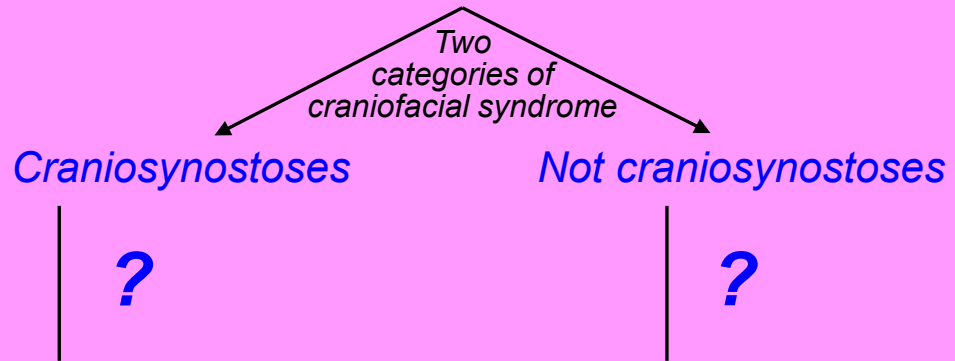 Two
categories of
craniofacial syndrome
Craniosynostoses Not craniosynostoses
? ?